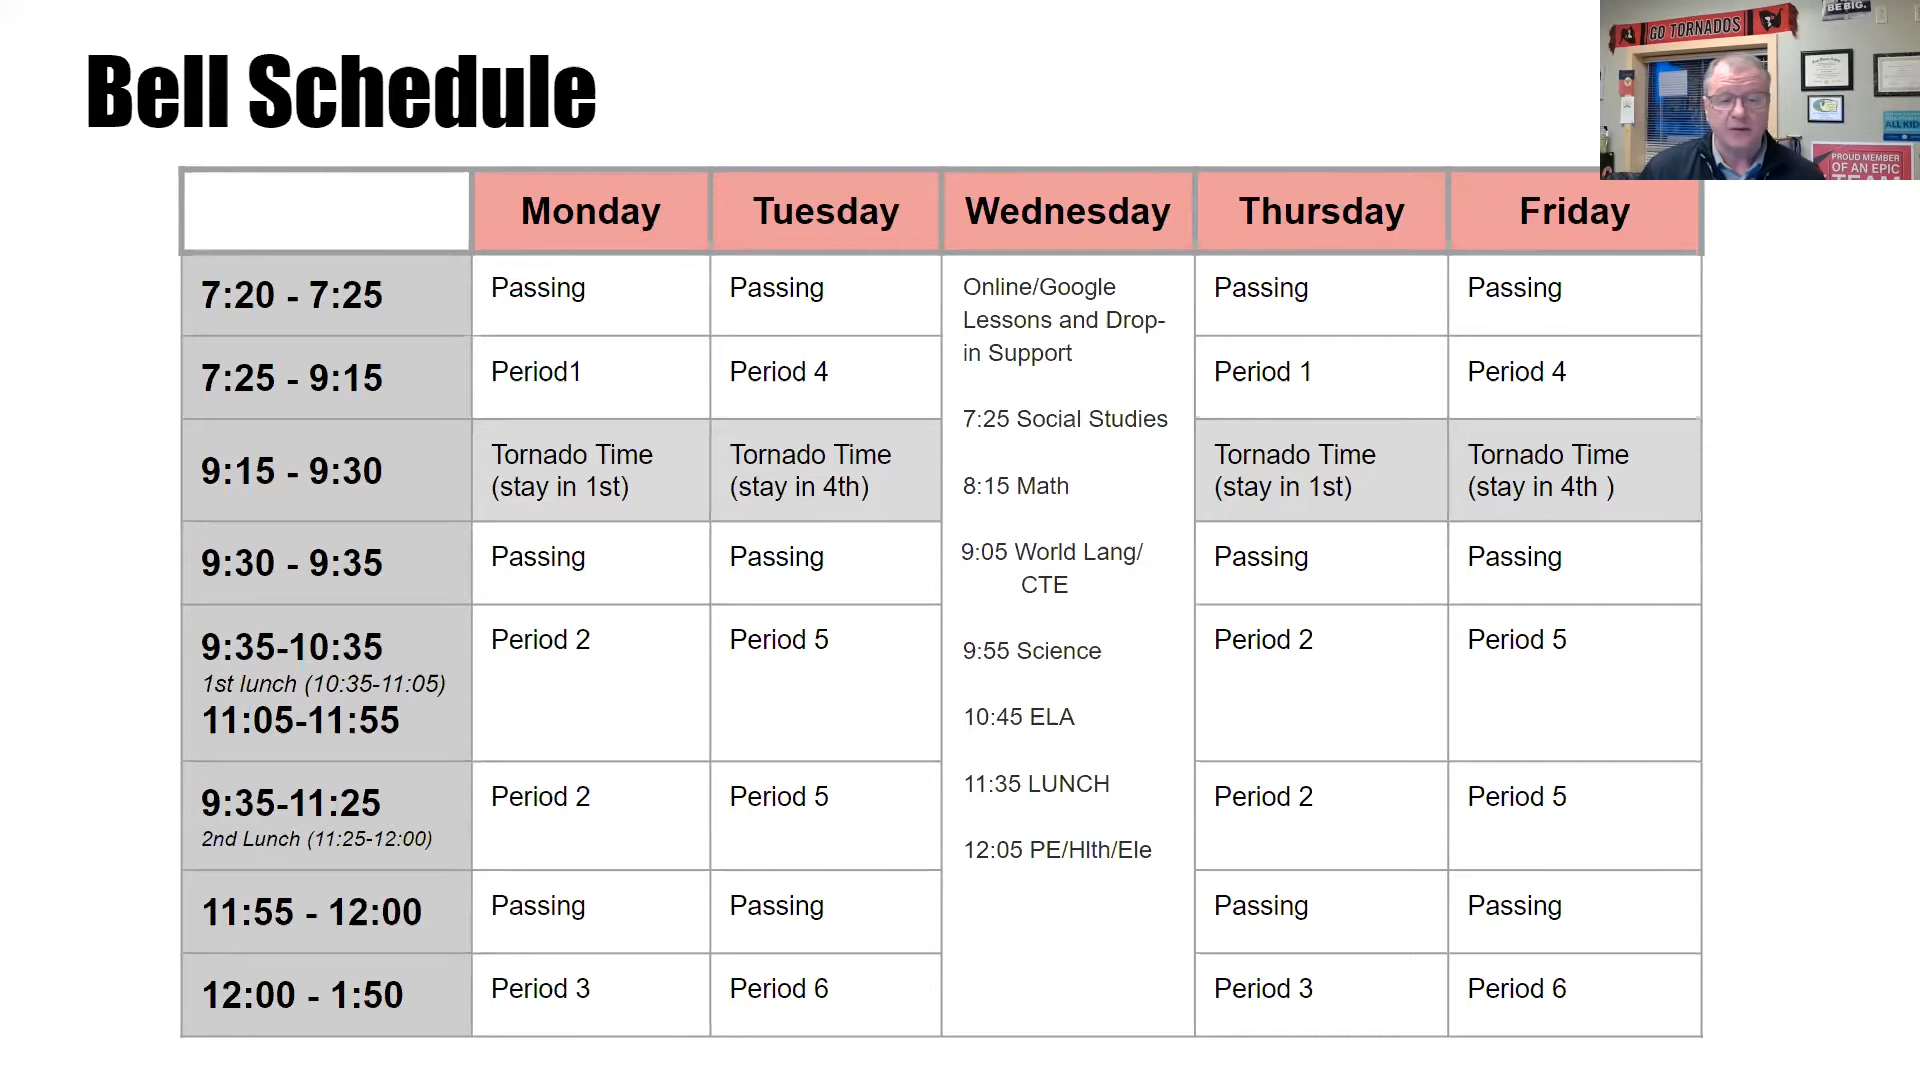 Bell Schedule
BE BIG.
GO TORNADOS
ALL KID
PROUD MEMBER
OF AN EPIC
TEAM
Monday Tuesday Wednesday Thursday Friday
7:20 - 7:25 Passing Passing Passing Passing
Online/Google
Lessons and Drop-
in Support
7:25 - 9:15 Period1 Period 4 Period 1 Period 4
7:25 Social Studies
9:15 - 9:30
Tornado Time
(stay in 1st)
Tornado Time
(stay in 4th)
8:15 Math
Tornado Time
(stay in 1st)
Tornado Time
(stay in 4th )
9:30 - 9:35 Passing Passing Passing Passing
9:05 World Lang/
CTE
9:35-10:35 Period 2 Period 5 9:55 Science Period 2 Period 5
1st lunch (10:35-11:05)
11:05-11:55 10:45 ELA
9:35-11:25 Period 2 Period 5 11:35 LUNCH Period 2 Period 5
2nd Lunch (11:25-12:00) 12:05 PE/Hlth/Ele
11:55 - 12:00 Passing Passing Passing Passing
12:00 - 1:50 Period 3 Period 6 Period 3 Period 6